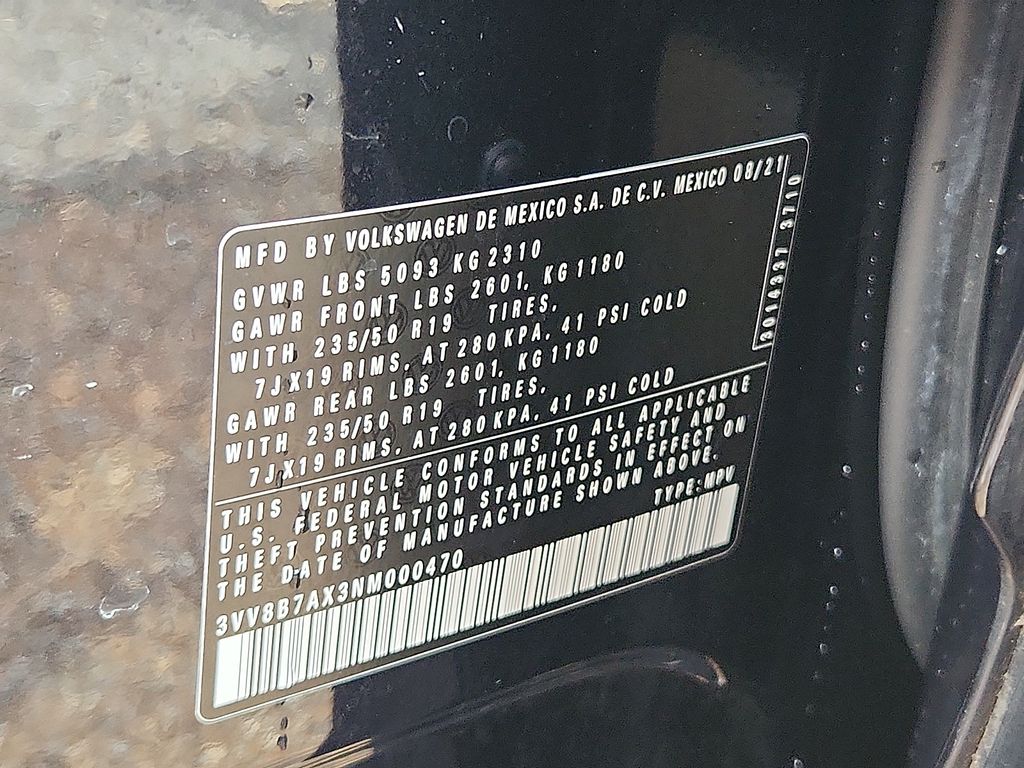 MFD BY VOLKSWAGEN DE MEXICO S.A. DE C.V. MEXICO 08/21
GVWR LBS 5093 KG 2310
GAWR FRONT LBS 2601, KG 1180
WITH 235/50 R19 TIRES,
7JX19 RIMS, AT 280 KPA, 41 PSI COLD
GAWR REAR LBS 2601, KG 1180
WITH 235/50 R19 TIRES,
7JX19 RIMS, AT 280 KPA, 41 PSI COLD
3014337 3710
THIS VEHICLE CONFORMS TO ALL APPLICABLE
U.S. FEDERAL MOTOR VEHICLE SAFETY AND
THEFT PREVENTION STANDARDS IN EFFECT ON
THE DATE OF MANUFACTURE SHOWN ABOVE.
TYPE:MPV
3VV8B7AX3NM000470